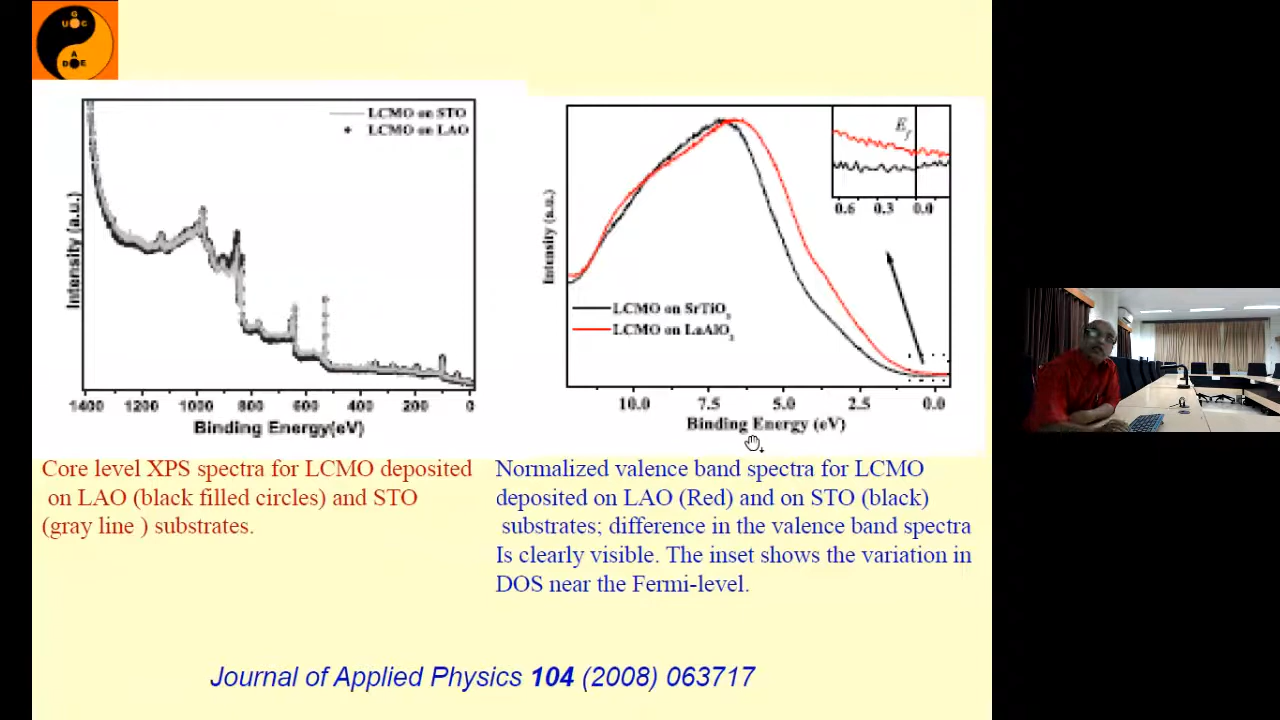 G
U G C
A
D E
LCMO on STO
LCMO on LAO
Intensity (a.u.)
1400 1200 1000 800 600 400 200 0
Binding Energy(eV)
Ef
0.6 0.3 0.0
Intensity (a.u.)
LCMO on SrTiO3
LCMO on LaAlO3
10.0 7.5 5.0 2.5 0.0
Binding Energy (eV)
Core level XPS spectra for LCMO deposited
on LAO (black filled circles) and STO
(gray line ) substrates.
Normalized valence band spectra for LCMO
deposited on LAO (Red) and on STO (black)
substrates; difference in the valence band spectra
Is clearly visible. The inset shows the variation in
DOS near the Fermi-level.
Journal of Applied Physics 104 (2008) 063717